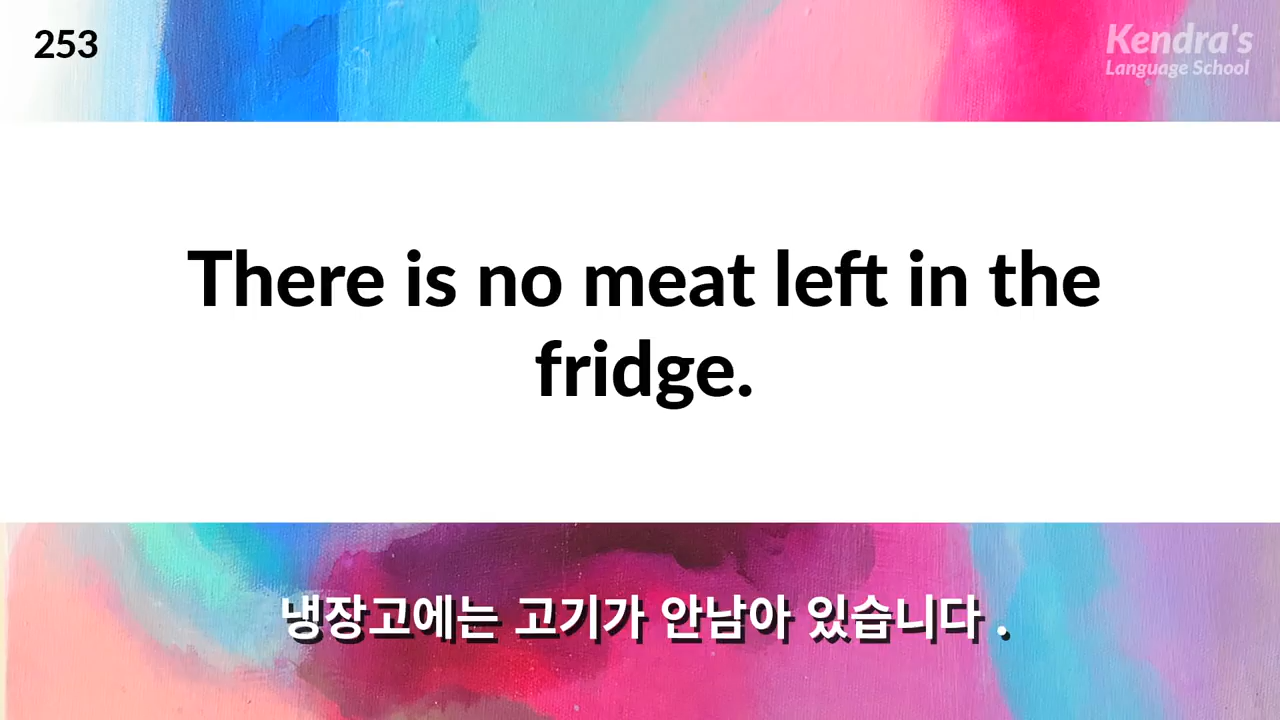 253
Kendra's
Language School
There is no meat left in the
fridge.
냉장고에는 고기가 안남아 있습니다 .